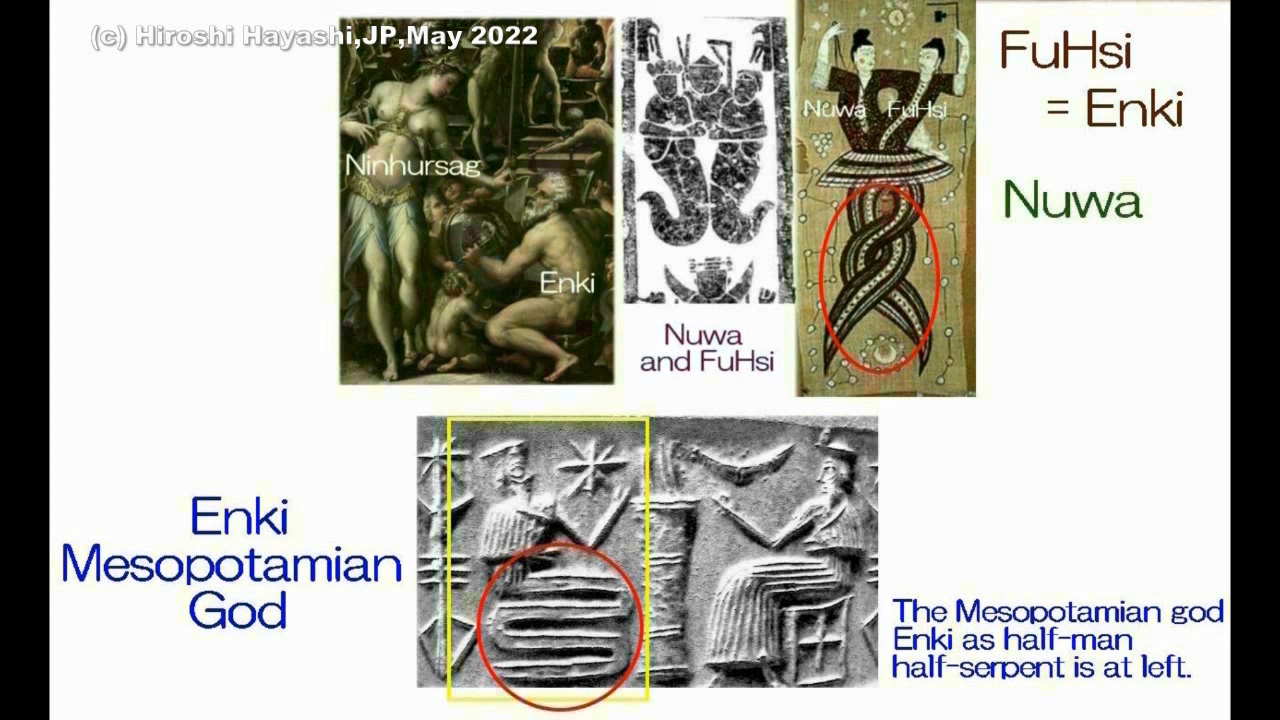 (c) Hiroshi Hayashi,JP,May 2022
Ninhursag
Enki
Nuwa
and FuHsi
Nuwa FuHsi
FuHsi
= Enki
Nuwa
Enki
Mesopotamian
God
The Mesopotamian god
Enki as half-man
half-serpent is at left.